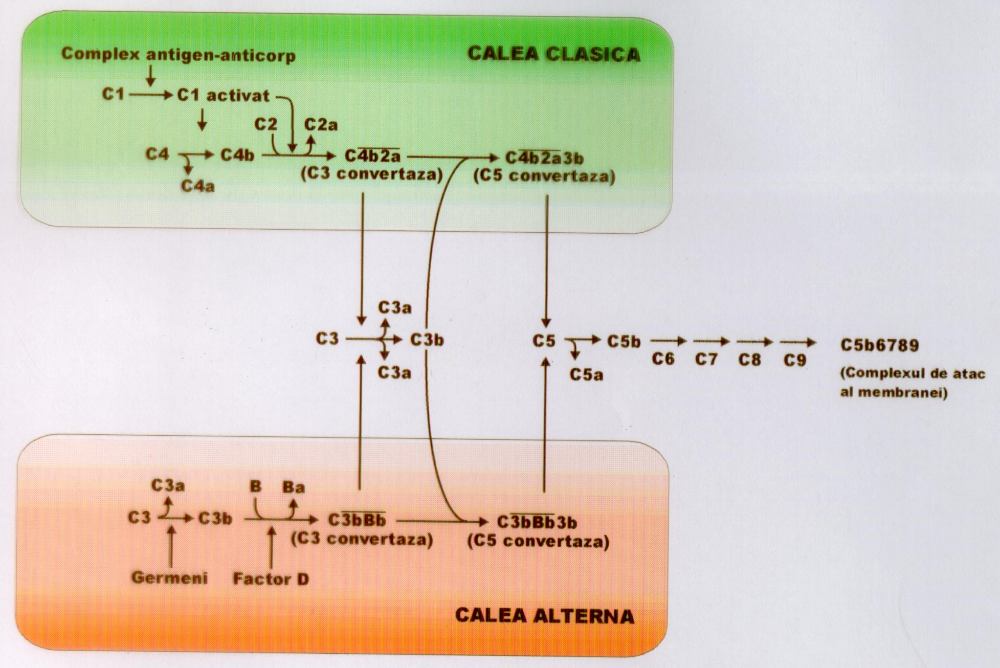 Complex antigen-anticorp
CALEA CLASICA
C1
C1 activat
C2
C2a
C4
C4b
C4b2a
C4b2a3b
(C3 convertaza)
(C5 convertaza)
C4a
C3a
C3
C3b
C5
C5b
C5b6789
C6
C7
C8
C9
C3a
C5a
(Complexul de atac
al membranei)
C3a
B
Ba
C3
C3b
C3bBb
C3bBb3b
(C3 convertaza)
(C5 convertaza)
Germeni
Factor D
CALEA ALTERNA